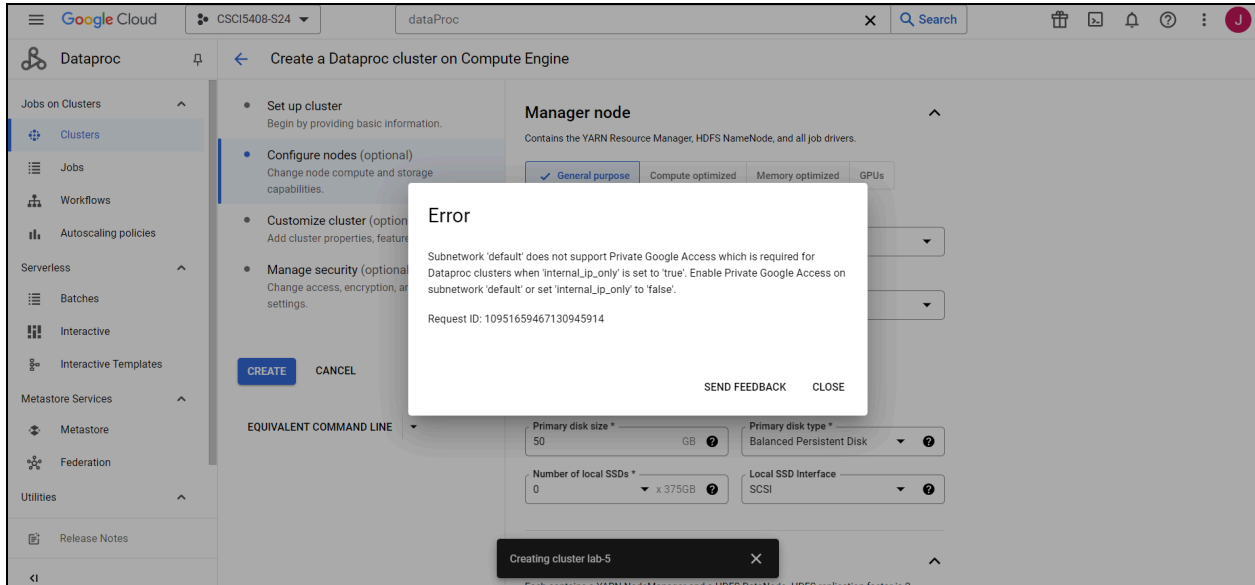 Google Cloud
CSCI5408-S24
dataProc
Search
J
Dataproc
Create a Dataproc cluster on Compute Engine
Jobs on Clusters
Clusters
Jobs
Workflows
Autoscaling policies
Serverless
Batches
Interactive
Interactive Templates
Metastore Services
Metastore
Federation
Utilities
Release Notes
Set up cluster
Begin by providing basic information.
Configure nodes (optional)
Change node compute and storage
capabilities.
Customize cluster (option
Add cluster properties, feature
Manage security (optional
Change access, encryption, an
settings.
CREATE
CANCEL
EQUIVALENT COMMAND LINE
Manager node
Contains the YARN Resource Manager, HDFS NameNode, and all job drivers.
General purpose
Compute optimized
Memory optimized
GPUs
Error
Subnetwork 'default' does not support Private Google Access which is required for
Dataproc clusters when 'internal_ip_only' is set to 'true'. Enable Private Google Access on
subnetwork 'default' or set 'internal_ip_only' to 'false'.
Request ID: 10951659467130945914
SEND FEEDBACK
CLOSE
Primary disk size *
50
GB
Primary disk type *
Balanced Persistent Disk
Number of local SSDs *
0
x 375GB
Local SSD Interface
SCSI
Creating cluster lab-5